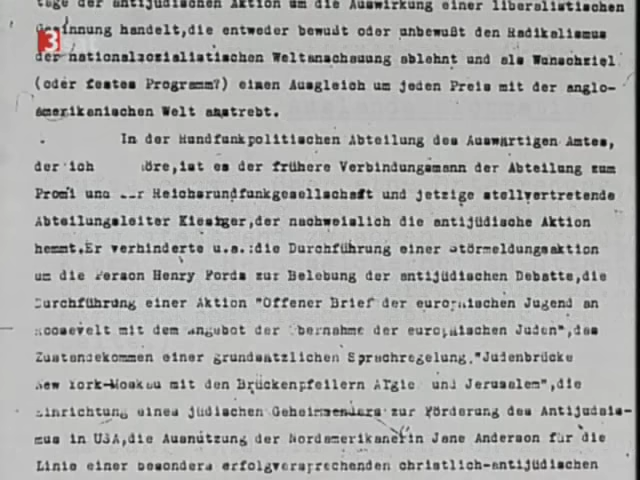 tage der antijüdischen Aktion um die Auswirkung einer liberalistischen
Gesinnung handelt,die entweder bewußt oder unbewußt den Radikalismus
3
der nationalsozialistischen Weltanschauung ablehnt und als Wunschziel
(oder festes Programm?) einen Ausgleich um jeden Preis mit der anglo-
amerikanischen Welt anstrebt.
In der Rundfunkpolitischen Abteilung des Auswärtigen Amtes,
der ich öre,ist es der frühere Verbindungsmann der Abteilung zum
Promi und der Reichsrundfunkgesellschaft und jetzige stellvertretende
Abteilungsleiter Kiesinger,der nachweislich die antijüdische Aktion
hemmt.Er verhinderte u.a.:die Durchführung einer Störmeldungsaktion
um die Person Henry Fords zur Belebung der antijüdischen Debatte,die
Durchführung einer Aktion "Offener Brief der europäischen Jugend an
Roosevelt mit dem Angebot der Übernahme der europäischen Juden",das
Zustandekommen einer grundsätzlichen Sprachregelung."Judenbrücke
New York-Moskau mit den Brückenpfeilern und Jerusalem",die
Einrichtung eines jüdischen Geheimsenders zur Förderung des Antijudais-
mus in USA,die Ausnützung der Nordamerikanerin Jane Anderson für die
Linie einer besonders erfolgversprechenden christlich-antijüdischen